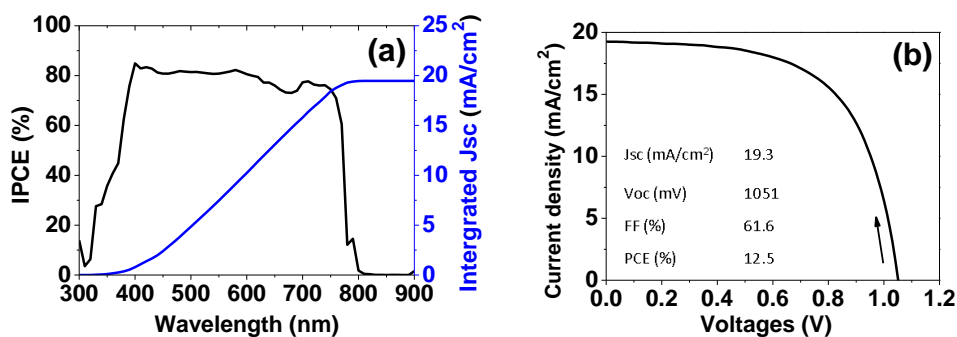 (a)
IPCE (%)
100
80
60
40
20
0
25
20
15
10
5
0
Intergrated Jsc (mA/cm²)
300 400 500 600 700 800 900
Wavelength (nm)
(b)
Current density (mA/cm²)
20
15
10
5
0
Jsc (mA/cm²) 19.3
Voc (mV) 1051
FF (%) 61.6
PCE (%) 12.5
0.0 0.2 0.4 0.6 0.8 1.0 1.2
Voltages (V)